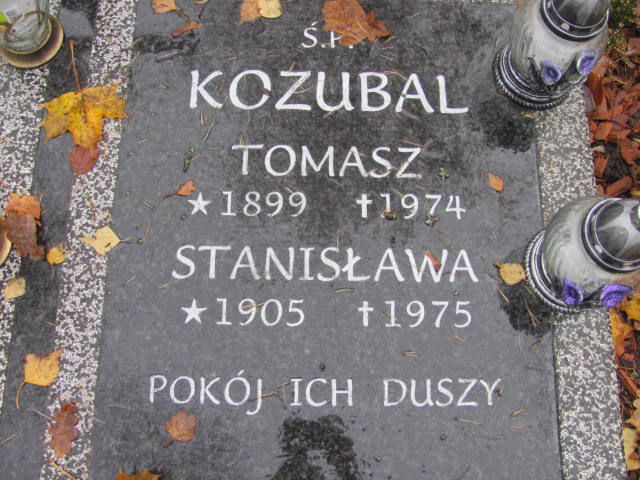 Ś.P.
KOZUBAL
TOMASZ
★1899 †1974
STANISŁAWA
★1905 †1975
POKÓJ ICH DUSZY